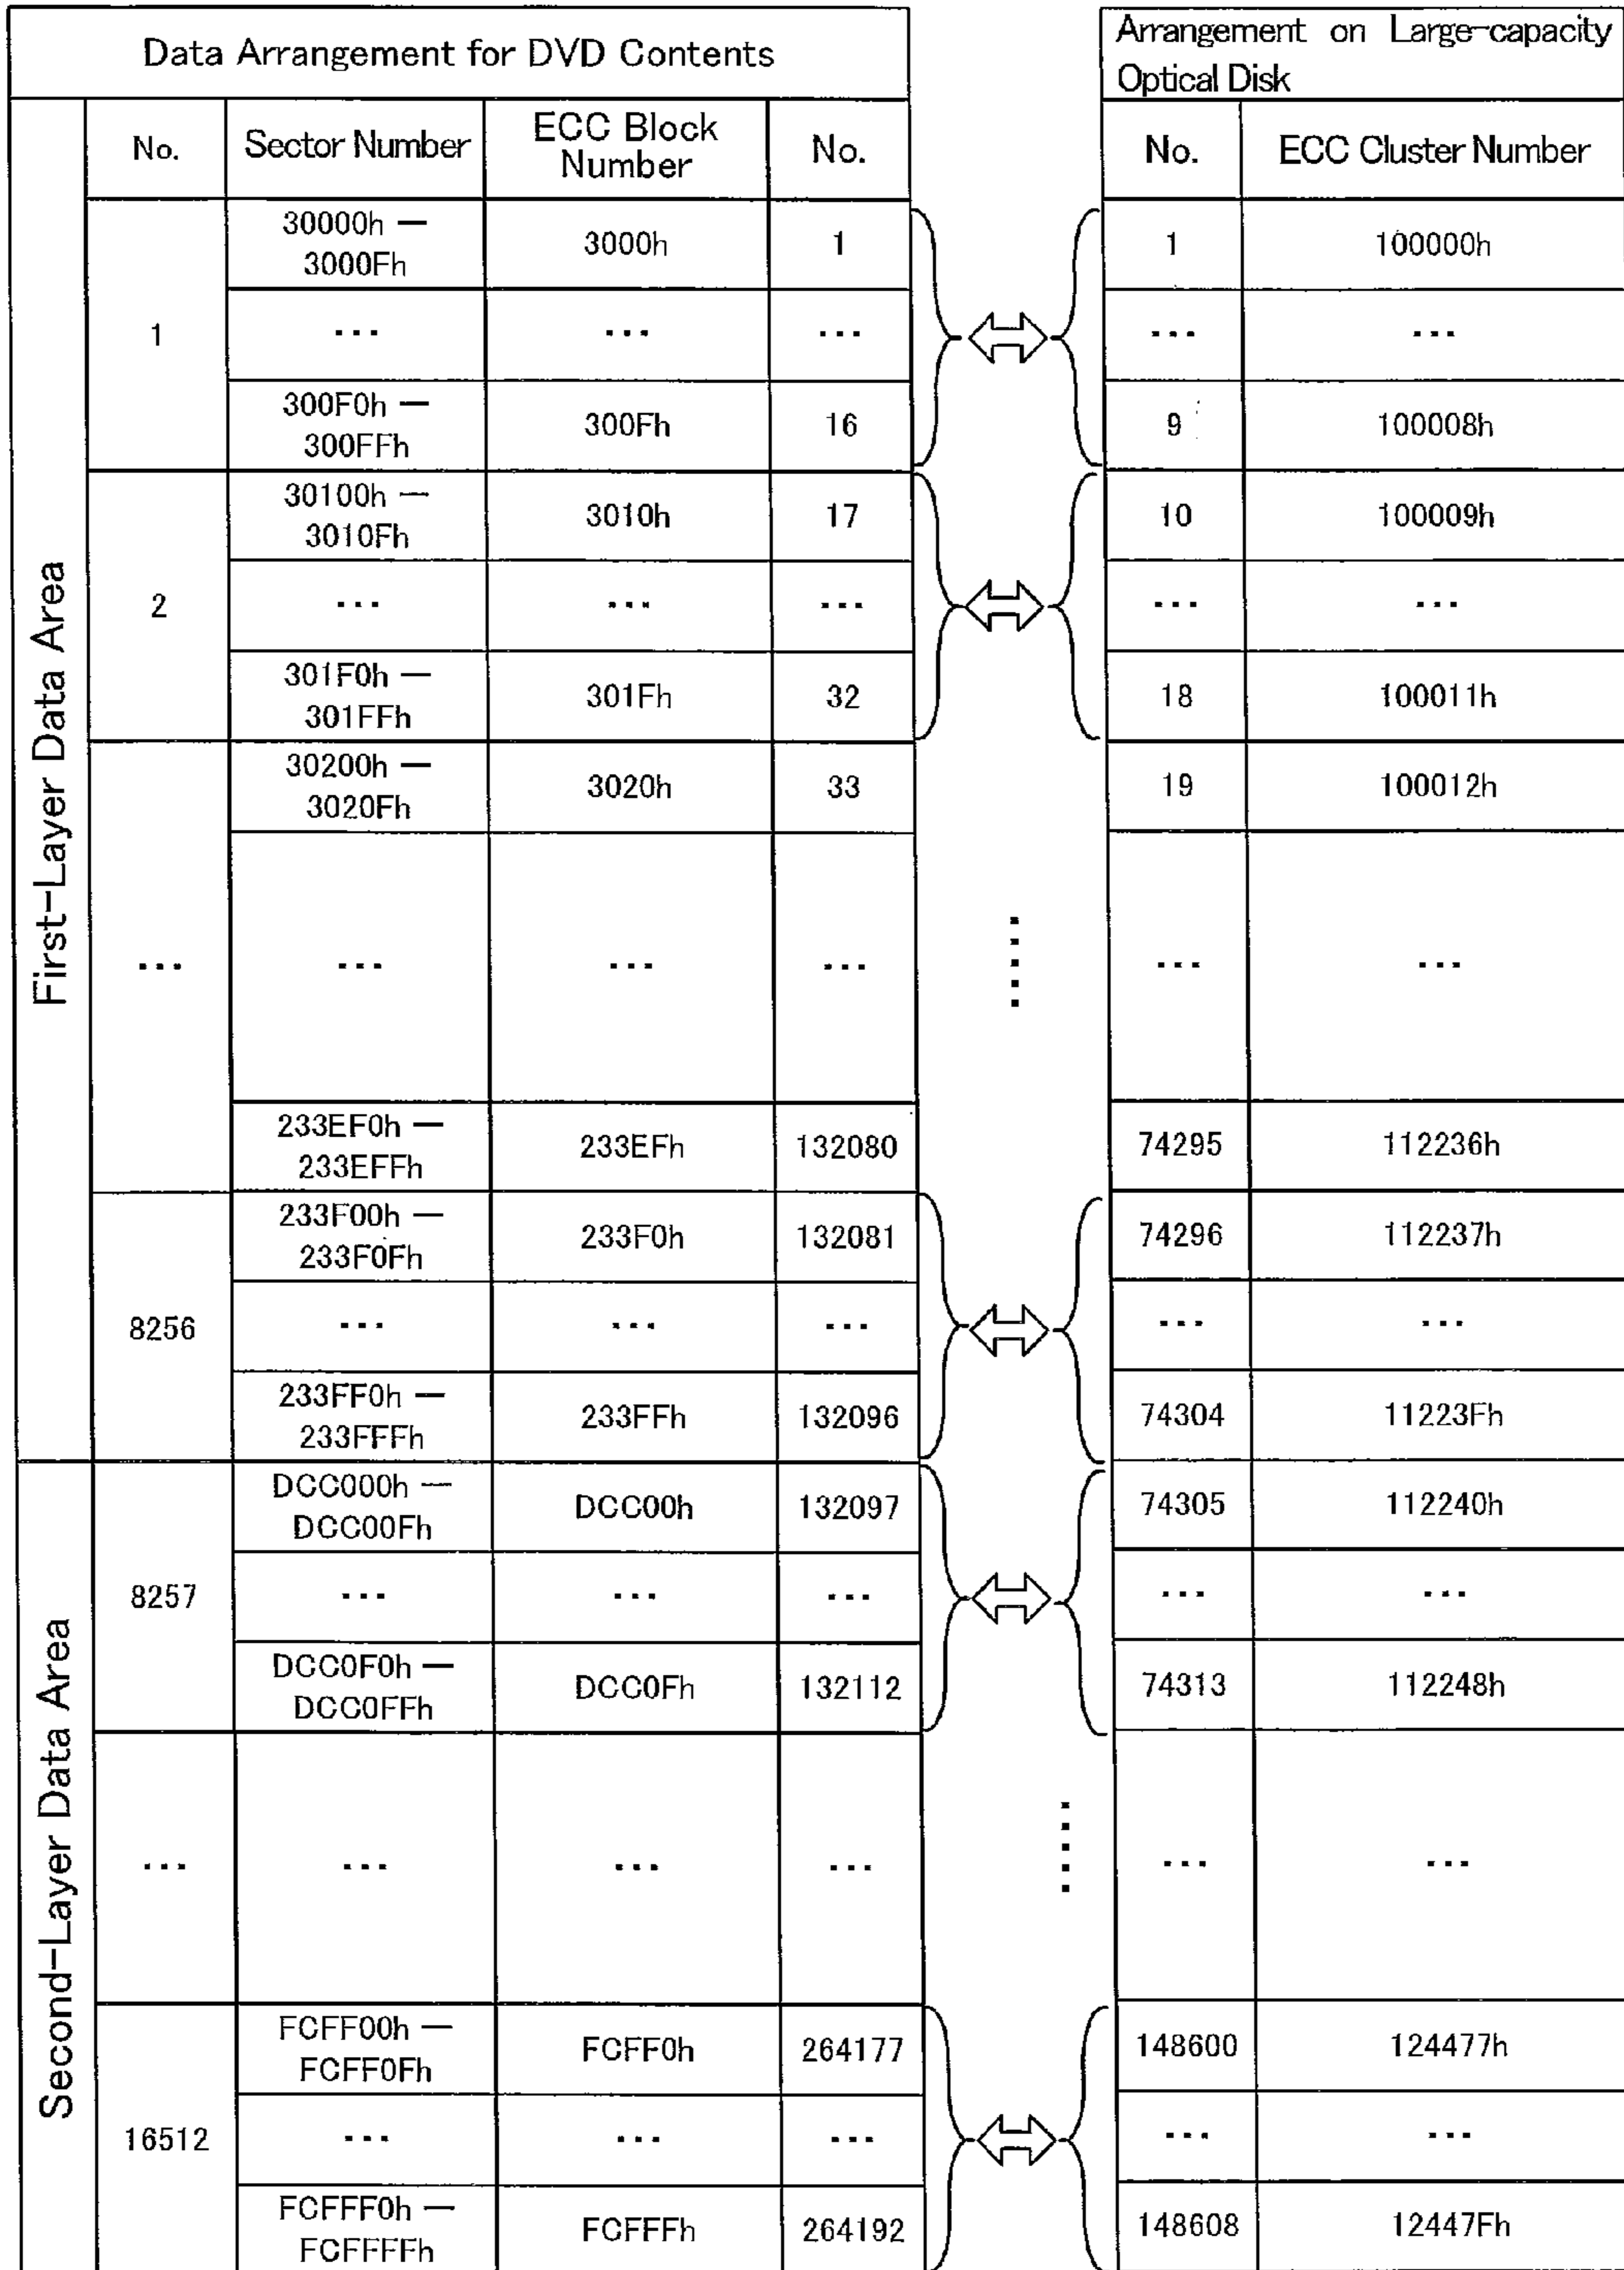 Data Arrangement for DVD Contents
Arrangement on Large-capacity
Optical Disk
No.
Sector Number
ECC Block
Number
No.
No.
ECC Cluster Number
First-Layer Data Area
1
30000h —
3000Fh
3000h
1
1
100000h
...
...
...
...
...
300F0h —
300FFh
300Fh
16
9
100008h
2
30100h —
3010Fh
3010h
17
10
100009h
...
...
...
...
...
301F0h —
301FFh
301Fh
32
18
100011h
30200h —
3020Fh
3020h
33
19
100012h
...
...
...
...
...
...
233EF0h —
233EFFh
233EFh
132080
74295
112236h
8256
233F00h —
233F0Fh
233F0h
132081
74296
112237h
...
...
...
...
...
233FF0h —
233FFFh
233FFh
132096
74304
11223Fh
Second-Layer Data Area
8257
DCC000h —
DCC00Fh
DCC00h
132097
74305
112240h
...
...
...
...
...
DCC0F0h —
DCC0FFh
DCC0Fh
132112
74313
112248h
...
...
...
...
...
...
16512
FCFF00h —
FCFF0Fh
FCFF0h
264177
148600
124477h
...
...
...
...
...
FCFFF0h —
FCFFFFh
FCFFFh
264192
148608
12447Fh